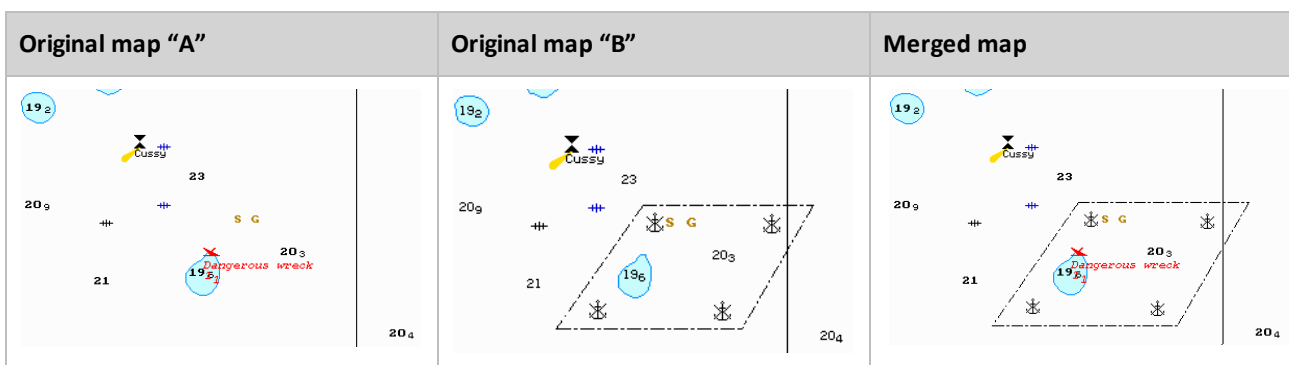 Original map “A”
Original map “B”
Merged map
19₂
Cussy
23
20₉
S G
20₃
Dangerous wreck
21
20₄
19₂
Cussy
23
20₉
S G
20₃
19₆
21
20₄
19₂
Cussy
23
20₉
S G
20₃
Dangerous wreck
21
20₄